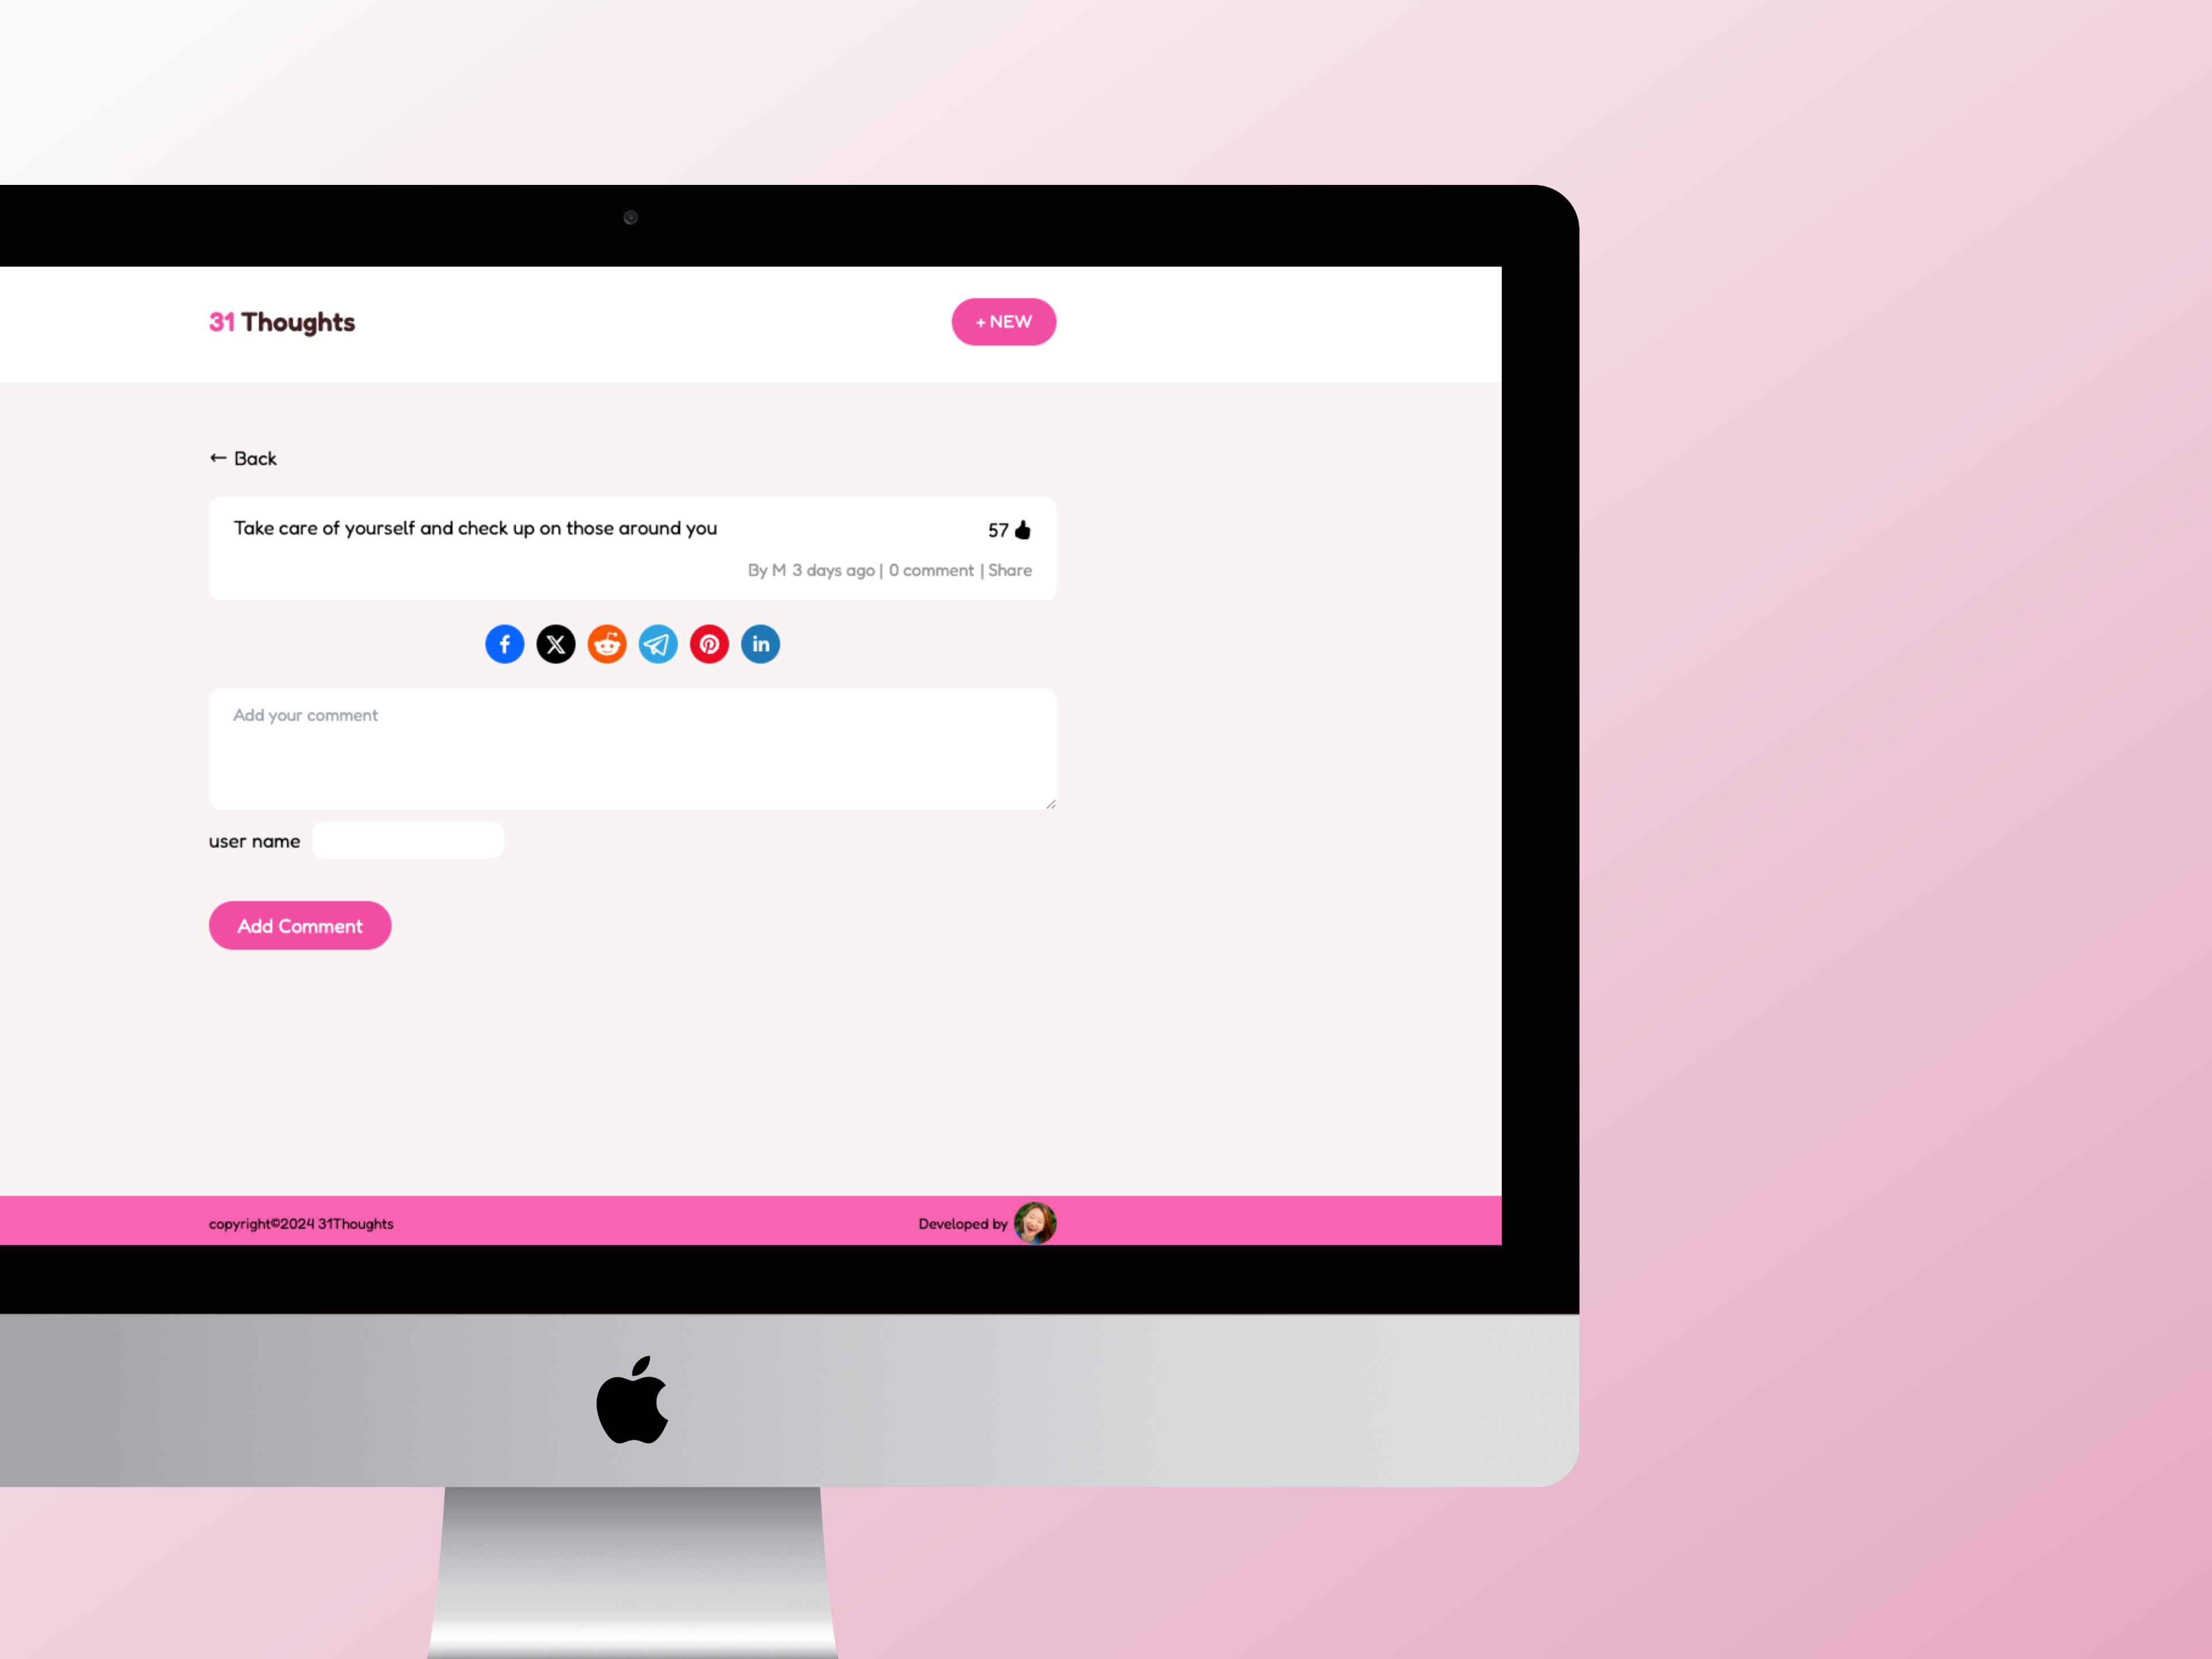 31 Thoughts
+ NEW
← Back
Take care of yourself and check up on those around you
57
By M 3 days ago | 0 comment | Share
Add your comment
user name
Add Comment
copyright©2024 31Thoughts
Developed by